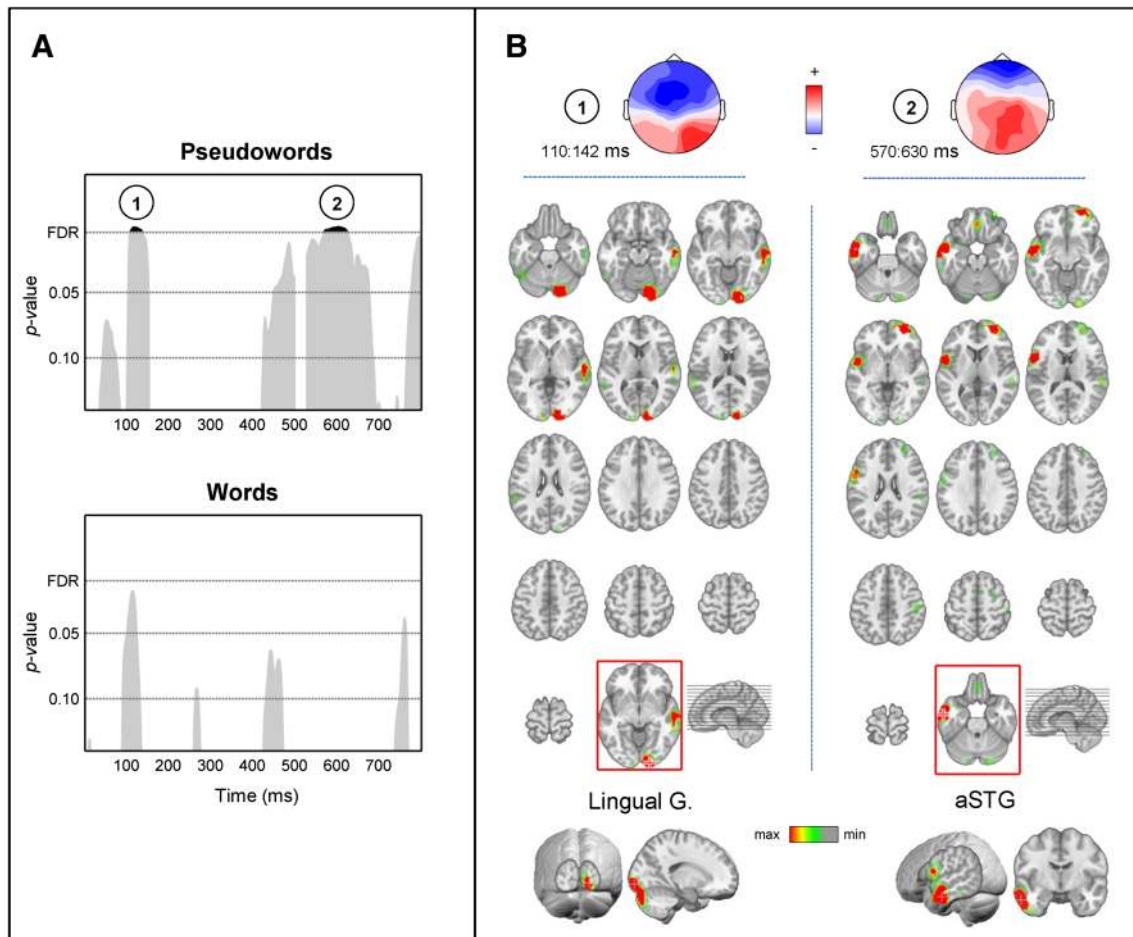 A
Pseudowords
1
2
FDR
0.05
0.10
p-value
100 200 300 400 500 600 700
Words
FDR
0.05
0.10
p-value
100 200 300 400 500 600 700
Time (ms)
B
1
110:142 ms
+
-
2
570:630 ms
Lingual G.
aSTG
max
min